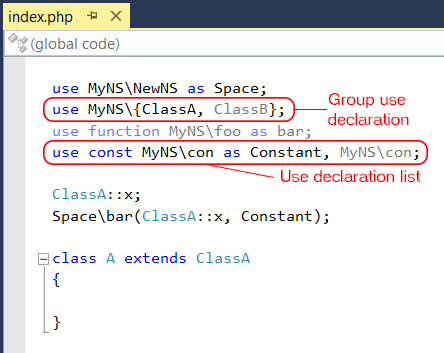 index.php
(global code)
use MyNS\NewNS as Space;
use MyNS\{ClassA, ClassB};
Group use
declaration
use function MyNS\foo as bar;
use const MyNS\con as Constant, MyNS\con;
Use declaration list
ClassA::x;
Space\bar(ClassA::x, Constant);
class A extends ClassA
{
}